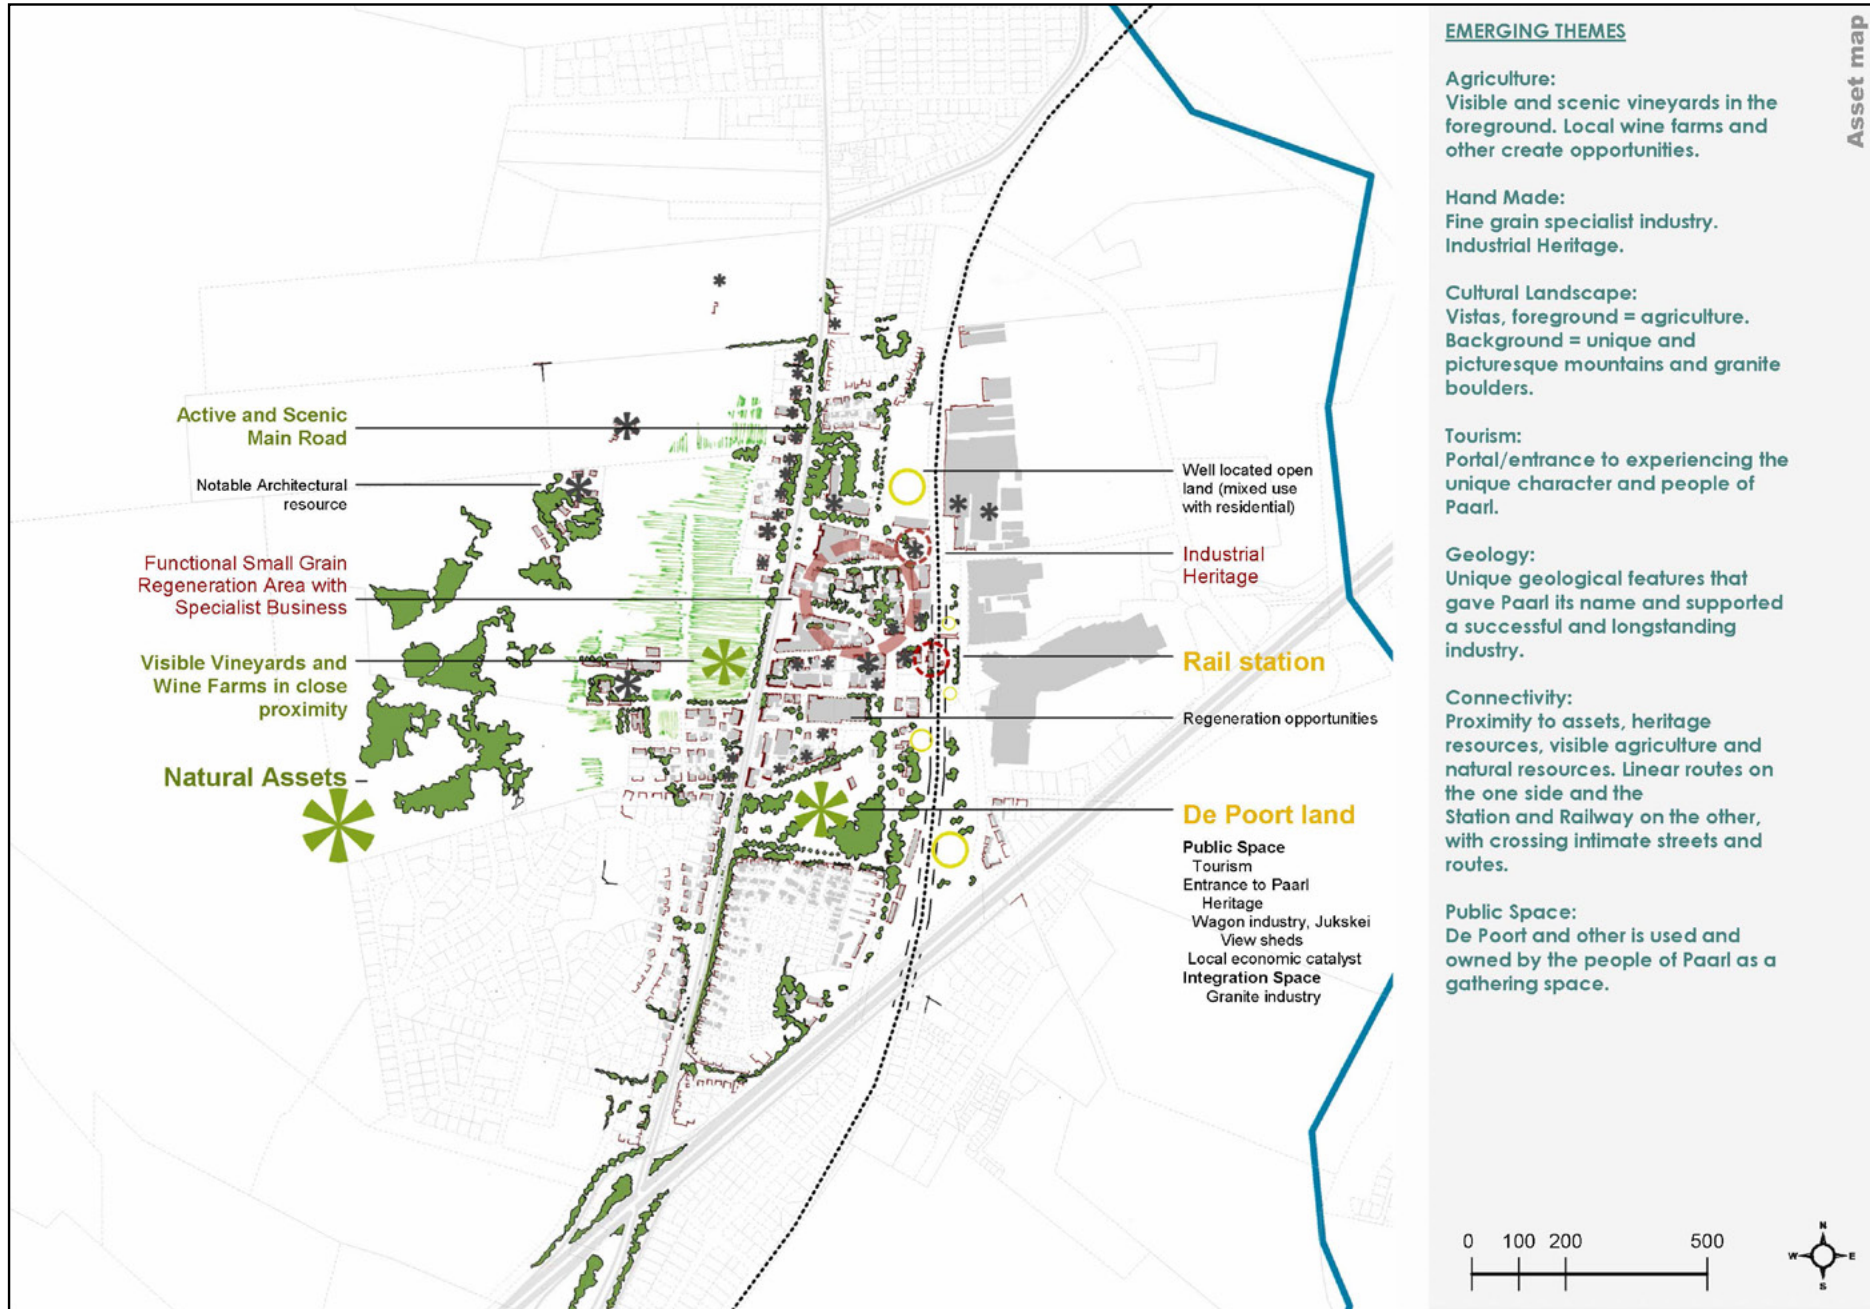 Asset map
EMERGING THEMES
Agriculture:
Visible and scenic vineyards in the
foreground. Local wine farms and
other create opportunities.
Hand Made:
Fine grain specialist industry.
Industrial Heritage.
Cultural Landscape:
Vistas, foreground = agriculture.
Background = unique and
picturesque mountains and granite
boulders.
Tourism:
Portal/entrance to experiencing the
unique character and people of
Paarl.
Geology:
Unique geological features that
gave Paarl its name and supported
a successful and longstanding
industry.
Connectivity:
Proximity to assets, heritage
resources, visible agriculture and
natural resources. Linear routes on
the one side and the
Station and Railway on the other,
with crossing intimate streets and
routes.
Public Space:
De Poort and other is used and
owned by the people of Paarl as a
gathering space.
Active and Scenic
Main Road
Notable Architectural
resource
Functional Small Grain
Regeneration Area with
Specialist Business
Visible Vineyards and
Wine Farms in close
proximity
Natural Assets
Well located open
land (mixed use
with residential)
Industrial
Heritage
Rail station
Regeneration opportunities
De Poort land
Public Space
Tourism
Entrance to Paarl
Heritage
Wagon industry, Jukskei
View sheds
Local economic catalyst
Integration Space
Granite industry
0 100 200 500
N
W E
S